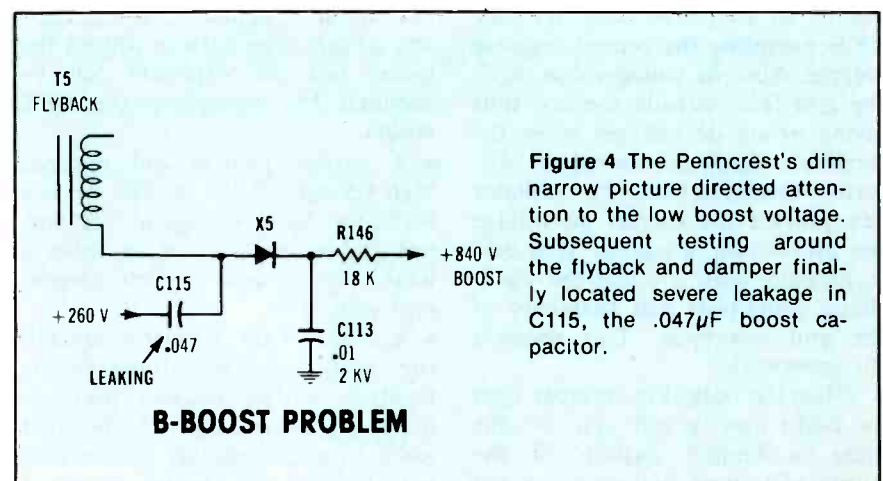 T5
FLYBACK
X5
R146
18 K
+840 V
BOOST
C115
+260 V
.047
LEAKING
C113
.01
2 KV
B-BOOST PROBLEM
Figure 4 The Penncrest's dim
narrow picture directed atten-
tion to the low boost voltage.
Subsequent testing around
the flyback and damper final-
ly located severe leakage in
C115, the .047µF boost ca-
pacitor.